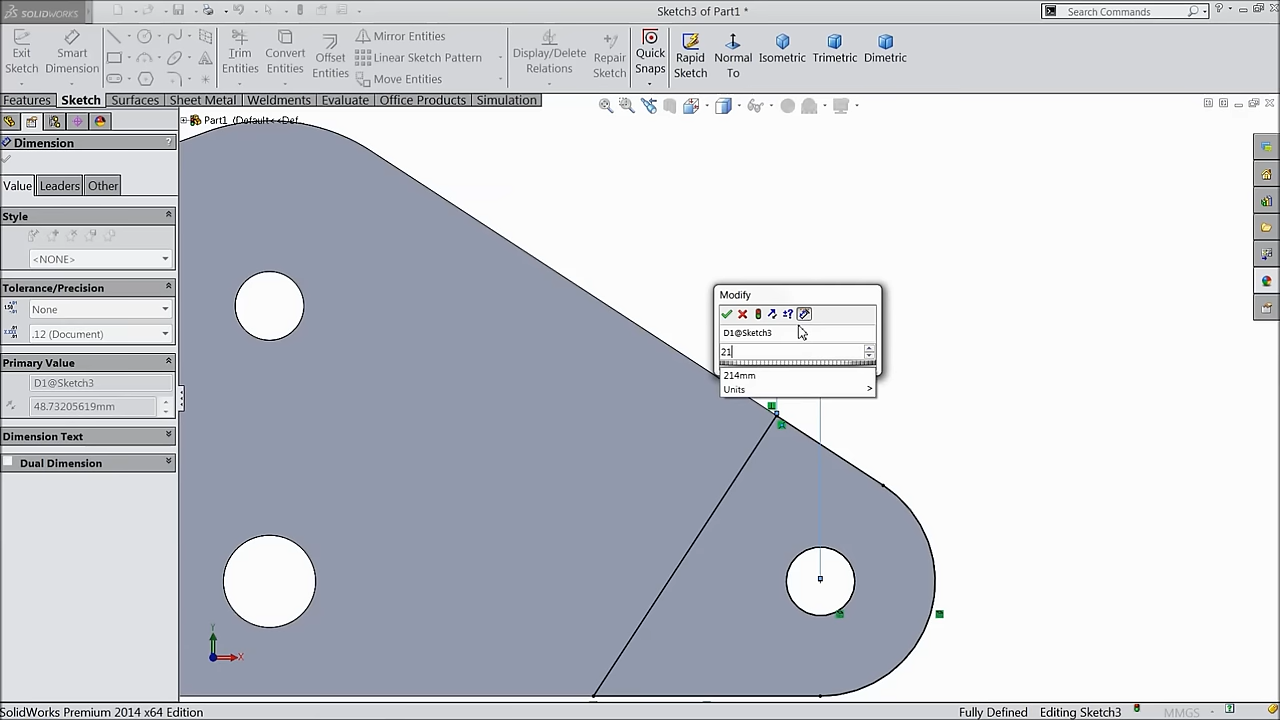 SOLIDWORKS
Sketch3 of Part1 *
Search Commands
?
Exit Sketch
Smart Dimension
Trim Entities
Convert Entities
Offset Entities
Mirror Entities
Linear Sketch Pattern
Move Entities
Display/Delete Relations
Repair Sketch
Quick Snaps
Rapid Sketch
Normal To
Isometric
Trimetric
Dimetric
Features
Sketch
Surfaces
Sheet Metal
Weldments
Evaluate
Office Products
Simulation
Part1 (Default<<Def...
Dimension
?
Value
Leaders
Other
Style
<NONE>
Tolerance/Precision
None
.12 (Document)
Primary Value
D1@Sketch3
48.73205619mm
Dimension Text
Dual Dimension
Modify
±?
D1@Sketch3
21
214mm
Units >
Y
X
SolidWorks Premium 2014 x64 Edition
Fully Defined
Editing Sketch3
MMGS
?